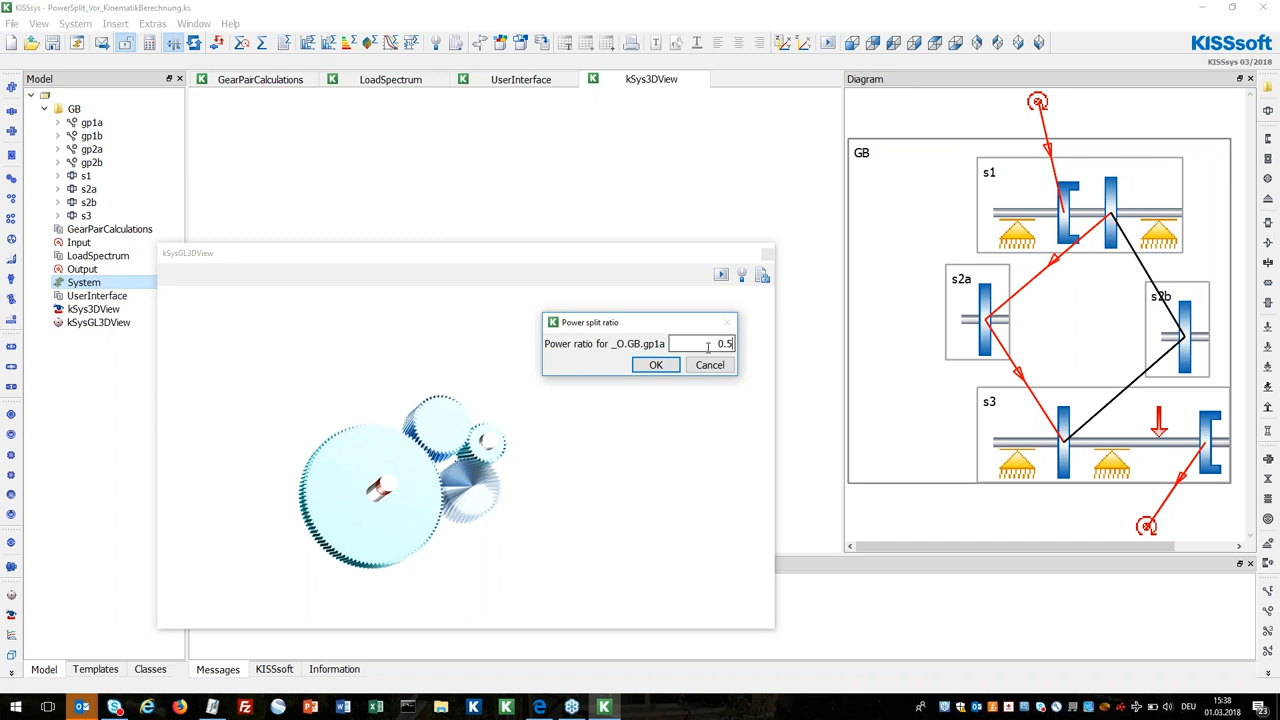 KISSsys - PowerSplit_Vor_KinematikBerechnung.ks
File View System Insert Extras Window Help
KISSsoft
KISSsys 03/2018
Model
GB
gp1a
gp1b
gp2a
gp2b
s1
s2a
s2b
s3
GearPairCalculations
Input
LoadSpectrum
Output
System
UserInterface
kSys3DView
kSysGL3DView
Model Templates Classes
GearPairCalculations LoadSpectrum UserInterface kSys3DView
kSysGL3DView
Power split ratio
Power ratio for _O.GB.gp1a 0.5
OK Cancel
Diagram
GB
s1
s2a
s2b
s3
Messages KISSsoft Information
DEU
15:38
01.03.2018